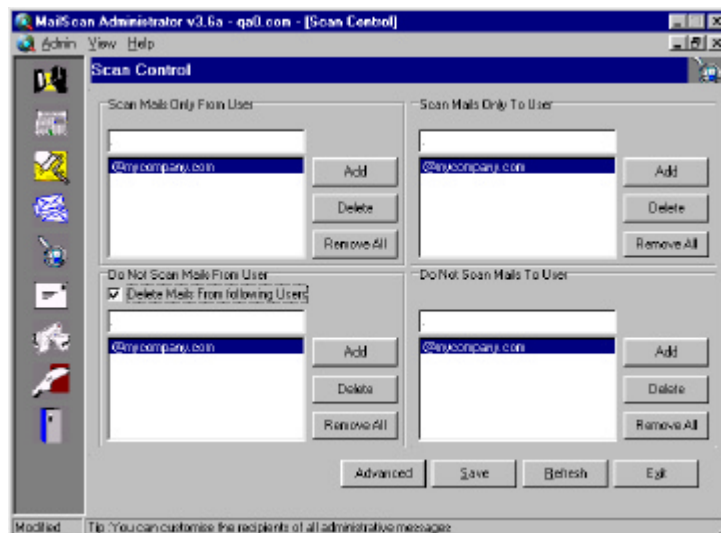 MailScan Administrator v3.6a - qa0.com - [Scan Control]
Admin View Help
Scan Control
Scan Mails Only From User
.
@mycompany.com
Add
Delete
Remove All
Scan Mails Only To User
.
@mycompany.com
Add
Delete
Remove All
Do Not Scan Mails From User
Delete Mails From following Users
.
@mycompany.com
Add
Delete
Remove All
Do Not Scan Mails To User
.
@mycompany.com
Add
Delete
Remove All
Advanced Save Refresh Exit
Modified Tip :You can customise the recipients of all administrative messages